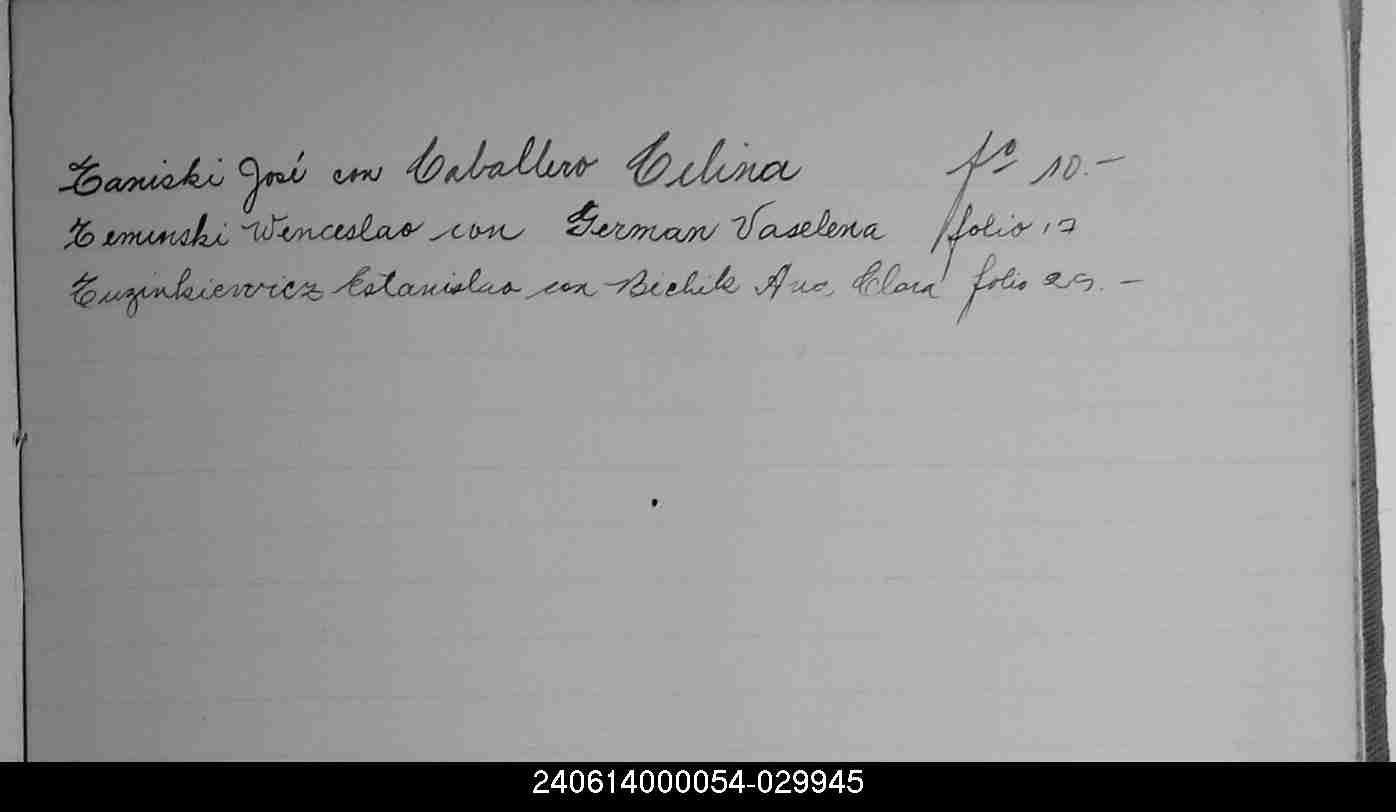 Zaniski José con Caballero Celina fº 10.-
Zeminski Wenceslao con German Vaselena folio 17
Zuzinkiewicz Estanislao con Bichik Ana Clara folio 29.-
240614000054-029945